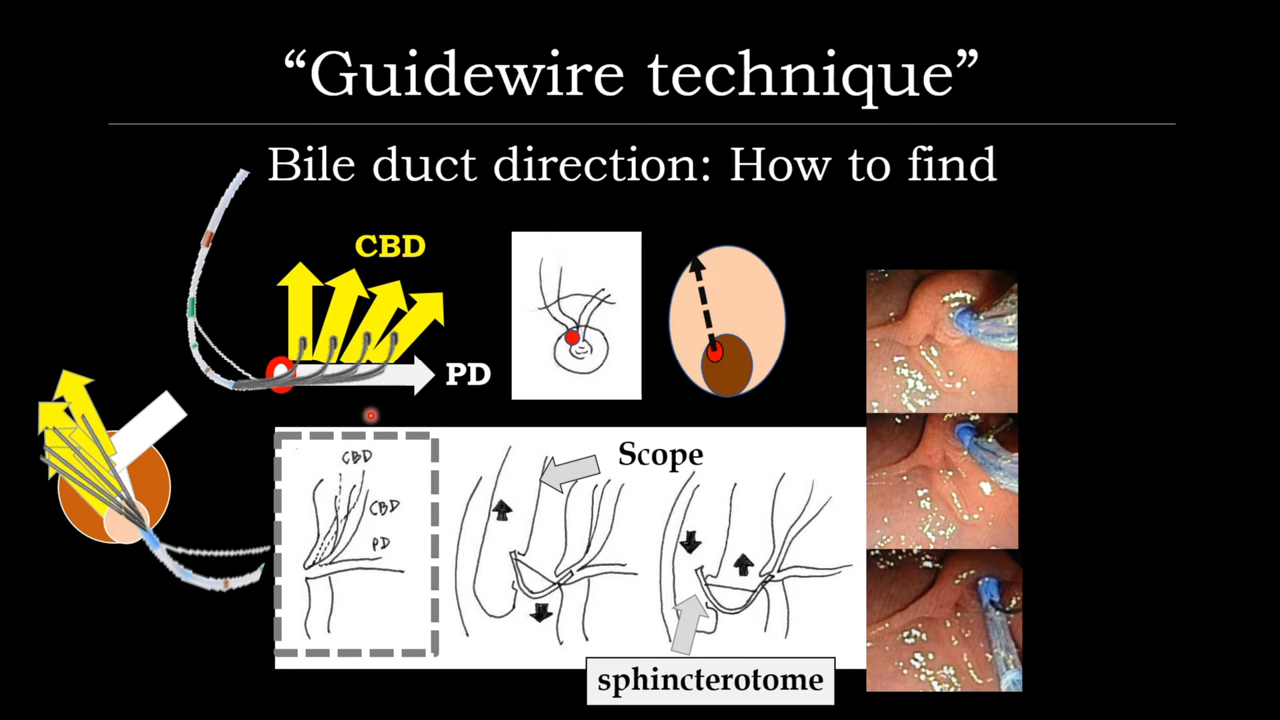 “Guidewire technique”
Bile duct direction: How to find
CBD
PD
Scope
CBD
CBD
PD
sphincterotome